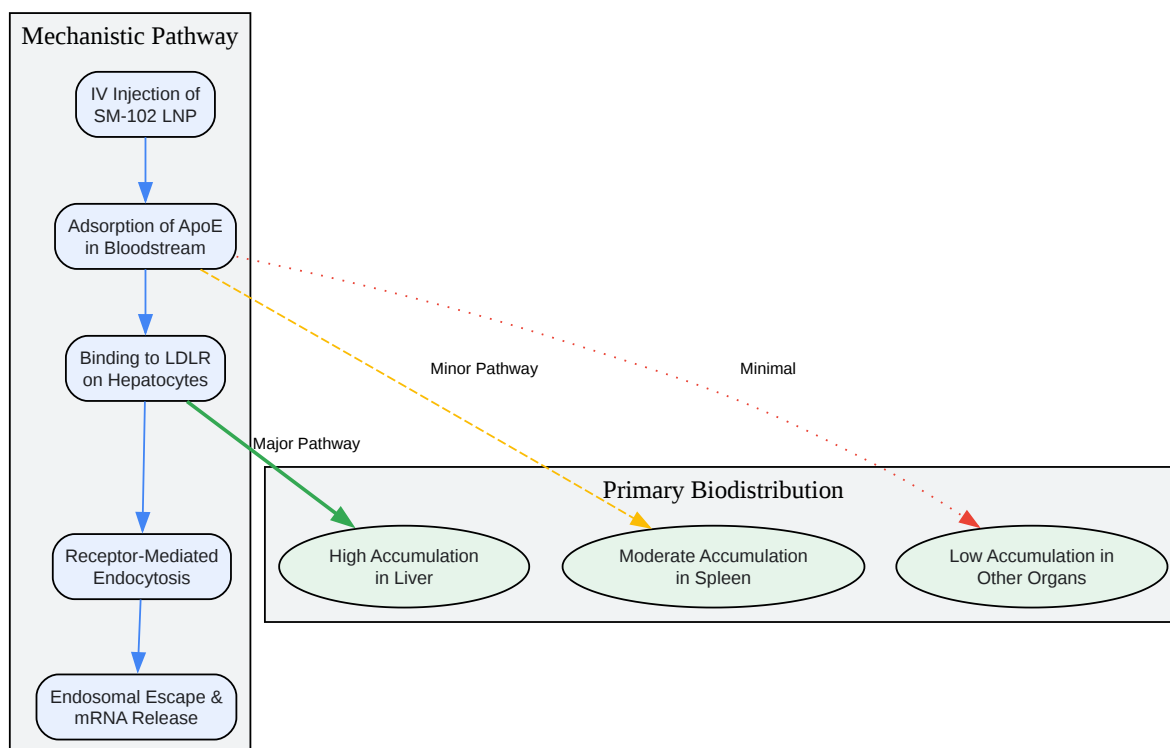 Mechanistic Pathway
IV Injection of
SM-102 LNP
Adsorption of ApoE
in Bloodstream
Binding to LDLR
on Hepatocytes
Minor Pathway
Minimal
Major Pathway
Primary Biodistribution
Receptor-Mediated
Endocytosis
High Accumulation
in Liver
Moderate Accumulation
in Spleen
Low Accumulation in
Other Organs
Endosomal Escape &
mRNA Release